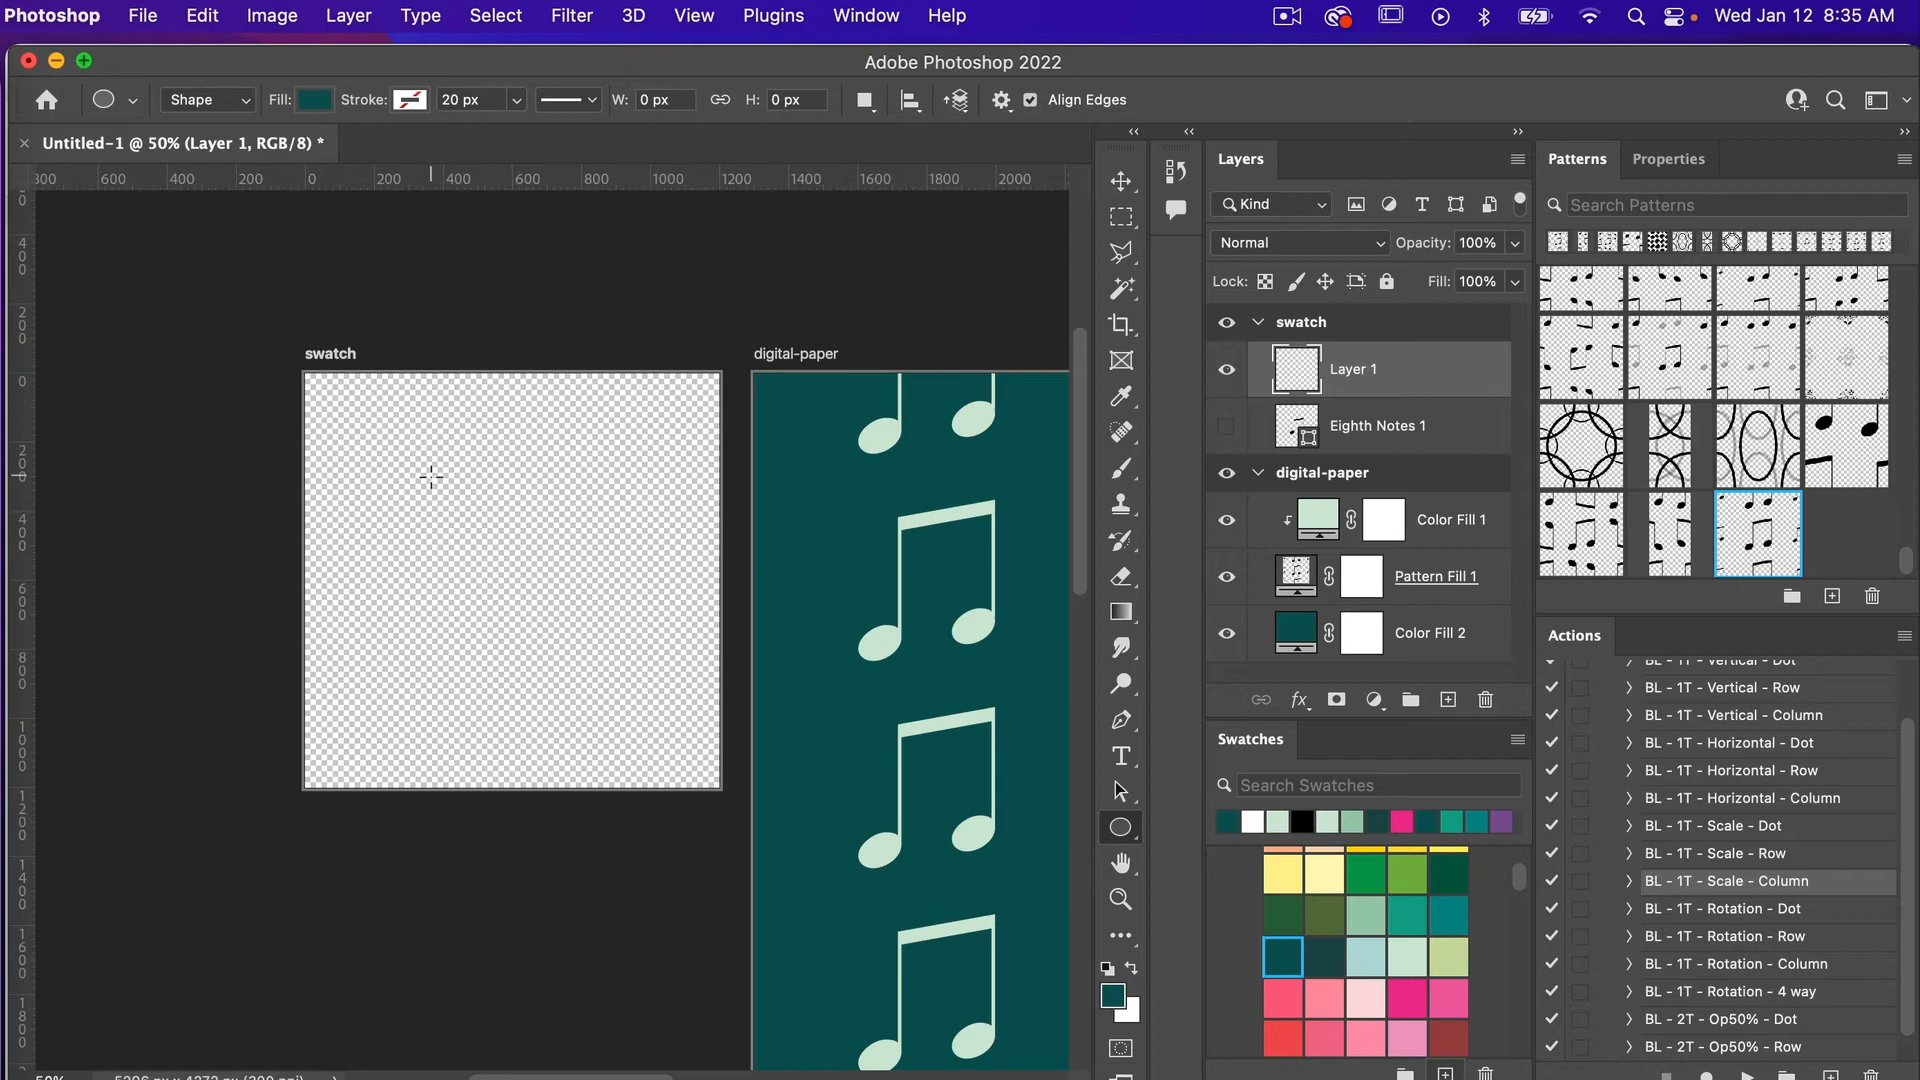 Photoshop File Edit Image Layer Type Select Filter 3D View Plugins Window Help Wed Jan 12 8:35 AM
Adobe Photoshop 2022
Shape Fill: Stroke: 20 px W: 0 px H: 0 px Align Edges
Untitled-1 @ 50% (Layer 1, RGB/8) *
600 400 200 0 200 400 600 800 1000 1200 1400 1600 1800 2000
swatch
digital-paper
Layers
Kind
Normal Opacity: 100%
Lock: Fill: 100%
swatch
Layer 1
Eighth Notes 1
digital-paper
Color Fill 1
Pattern Fill 1
Color Fill 2
fx
Swatches
Search Swatches
Patterns Properties
Search Patterns
Actions
BL - 1T - Vertical - Dot
BL - 1T - Vertical - Row
BL - 1T - Vertical - Column
BL - 1T - Horizontal - Dot
BL - 1T - Horizontal - Row
BL - 1T - Horizontal - Column
BL - 1T - Scale - Dot
BL - 1T - Scale - Row
BL - 1T - Scale - Column
BL - 1T - Rotation - Dot
BL - 1T - Rotation - Row
BL - 1T - Rotation - Column
BL - 1T - Rotation - 4 way
BL - 2T - Op50% - Dot
BL - 2T - Op50% - Row